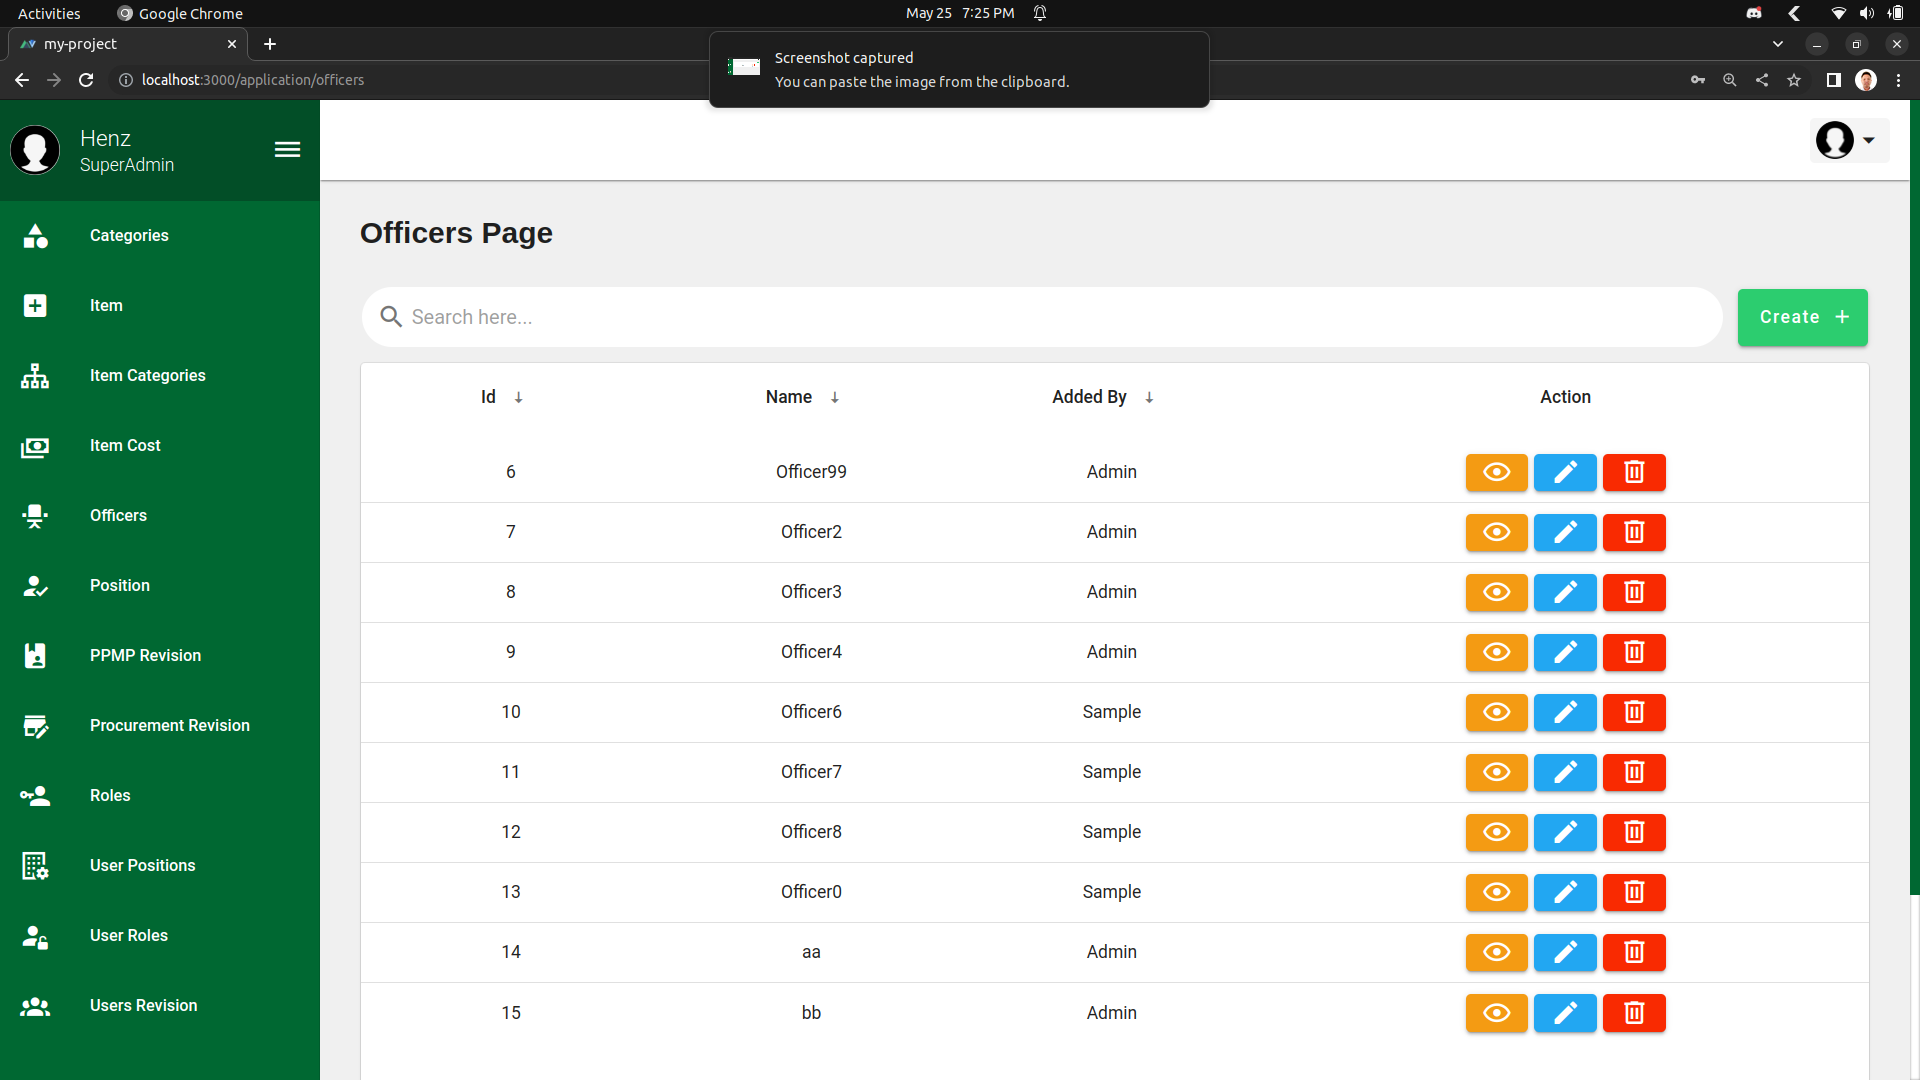 Activities Google Chrome May 25 7:25 PM
my-project
Screenshot captured
You can paste the image from the clipboard.
localhost:3000/application/officers
Henz
SuperAdmin
Categories
Item
Item Categories
Item Cost
Officers
Position
PPMP Revision
Procurement Revision
Roles
User Positions
User Roles
Users Revision
Officers Page
Search here...
Create +
Id Name Added By Action
6 Officer99 Admin
7 Officer2 Admin
8 Officer3 Admin
9 Officer4 Admin
10 Officer6 Sample
11 Officer7 Sample
12 Officer8 Sample
13 Officer0 Sample
14 aa Admin
15 bb Admin